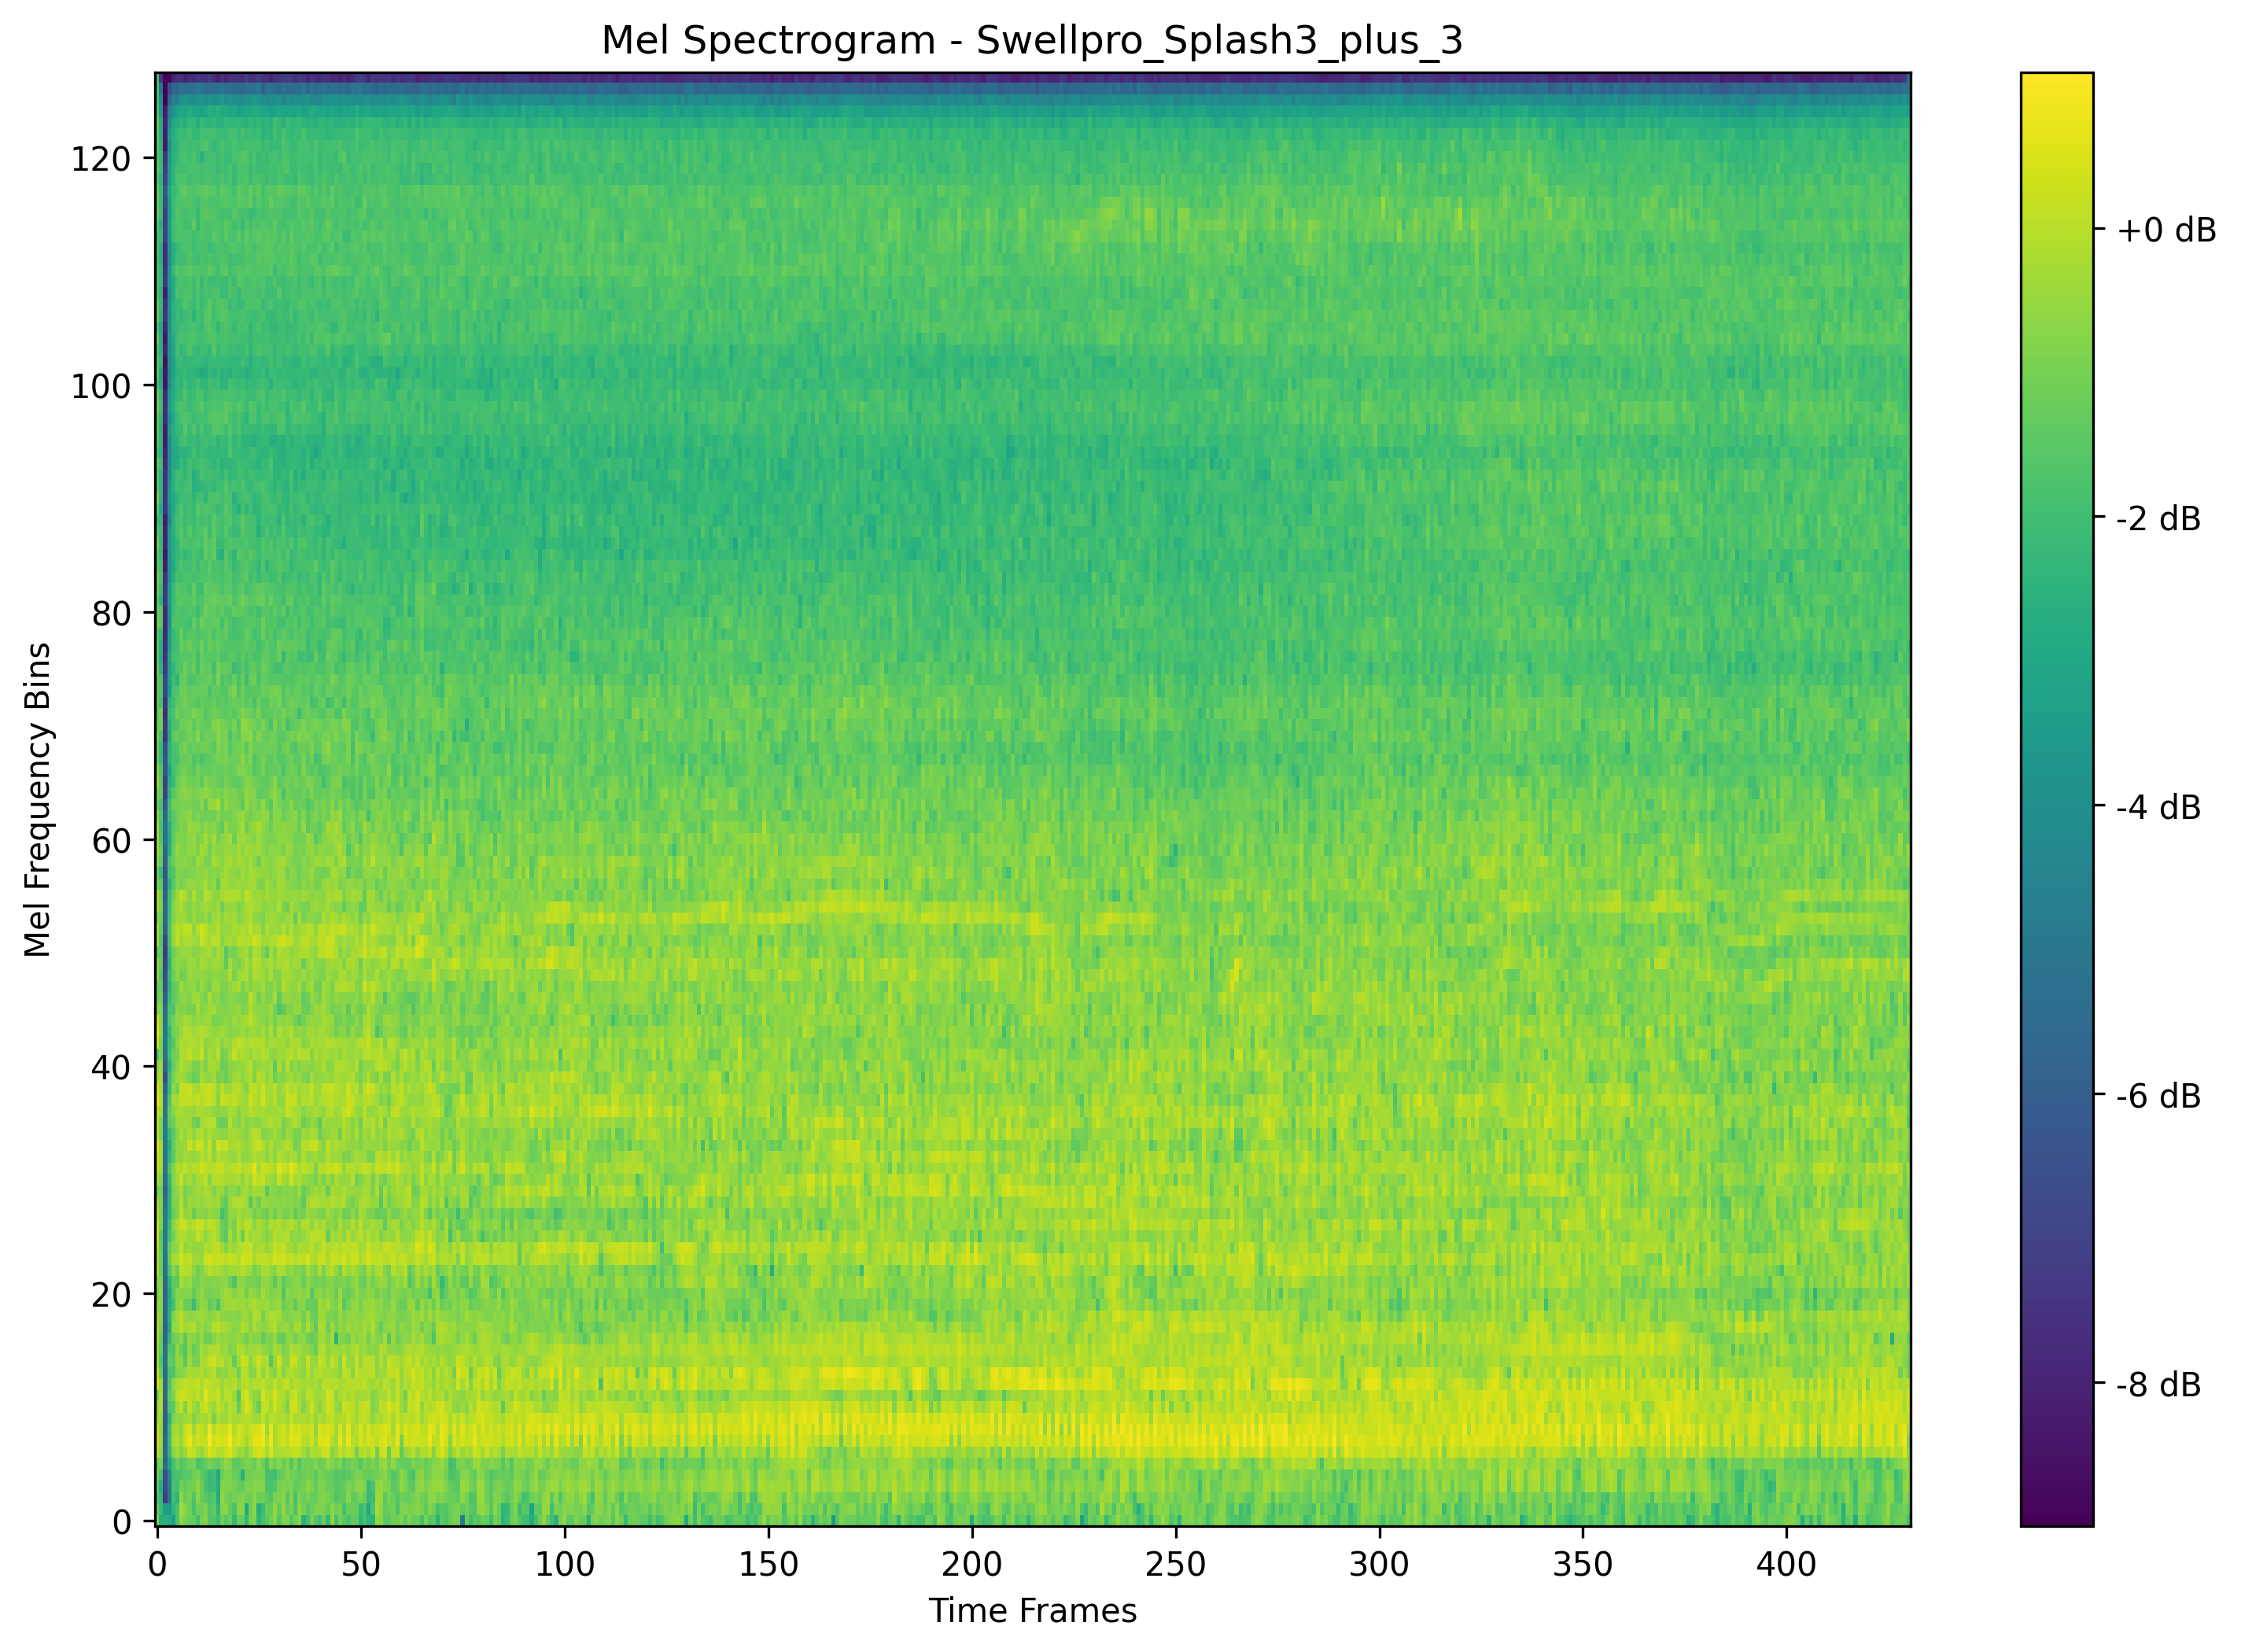 Mel Spectrogram - Swellpro_Splash3_plus_3
Mel Frequency Bins
120
100
80
60
40
20
0
0 50 100 150 200 250 300 350 400
Time Frames
+0 dB
-2 dB
-4 dB
-6 dB
-8 dB